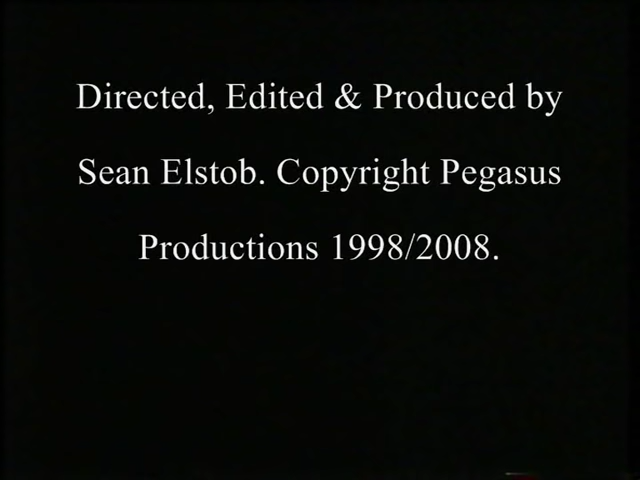 Directed, Edited & Produced by
Sean Elstob. Copyright Pegasus
Productions 1998/2008.